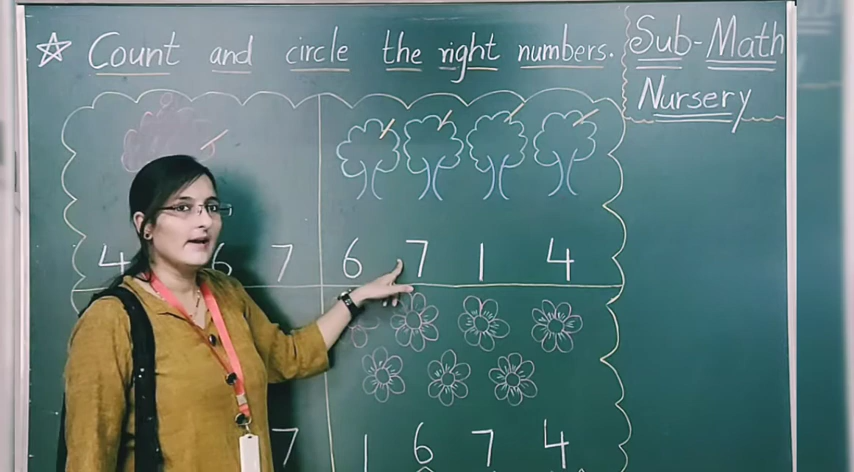 ☆ Count and circle the right numbers.
Sub-Math
Nursery
4 6 7
6 7 1 4
7
1 6 7 4